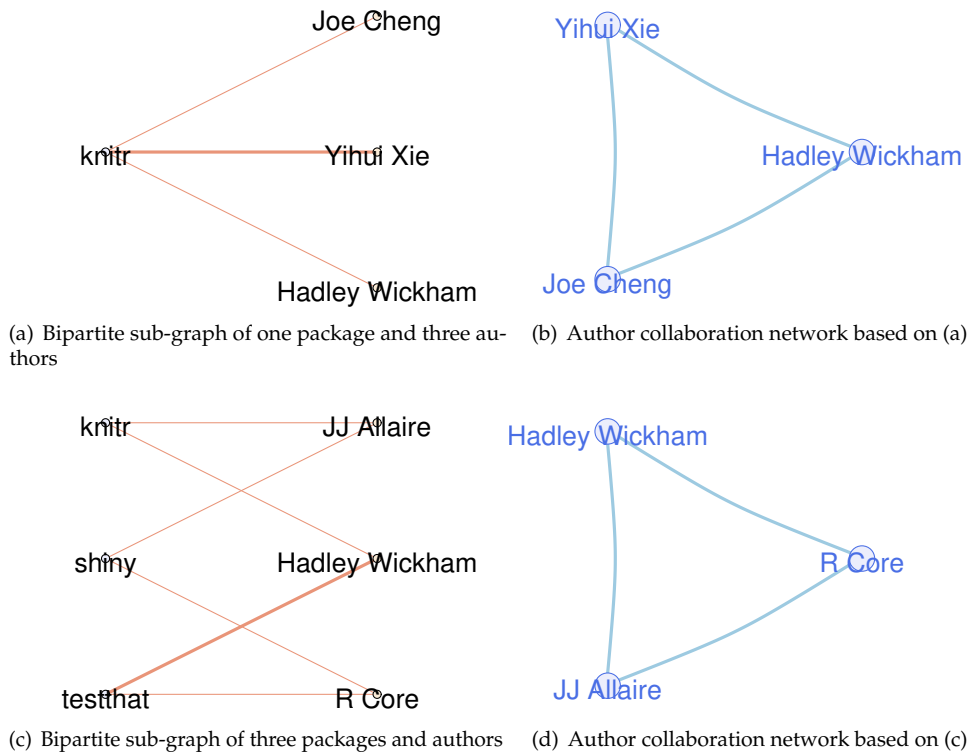 Joe Cheng
knitr
Yihui Xie
Hadley Wickham
Yihui Xie
Hadley Wickham
Joe Cheng
(a) Bipartite sub-graph of one package and three au-
thors
(b) Author collaboration network based on (a)
knitr
JJ Allaire
shiny
Hadley Wickham
testthat
R Core
Hadley Wickham
R Core
JJ Allaire
(c) Bipartite sub-graph of three packages and authors
(d) Author collaboration network based on (c)